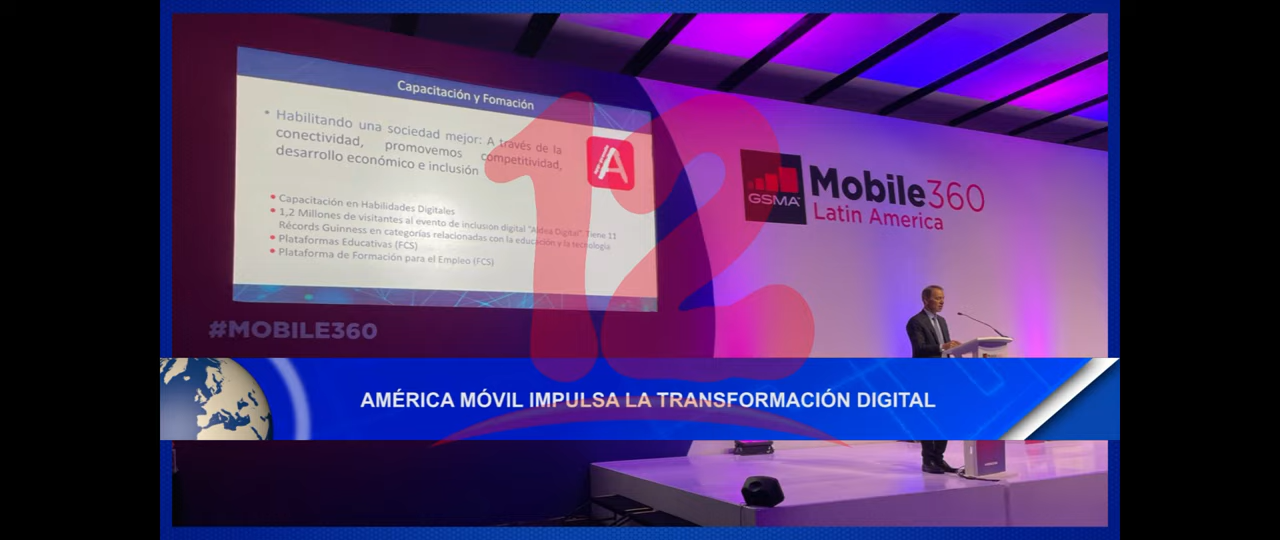 Capacitación y Fomación
• Habilitando una sociedad mejor: A través de la
conectividad, promovemos competitividad,
desarrollo económico e inclusión
• Capacitación en Habilidades Digitales
• 1,2 Millones de visitantes al evento de inclusion digital "Aldea Digital". Tiene 11
Récords Guinness en categorías relacionadas con la educación y la tecnología
• Plataformas Educativas (FCS)
• Plataforma de Formación para el Empleo (FCS)
GSMA
Mobile360
Latin America
12
#MOBILE360
AMÉRICA MÓVIL IMPULSA LA TRANSFORMACIÓN DIGITAL